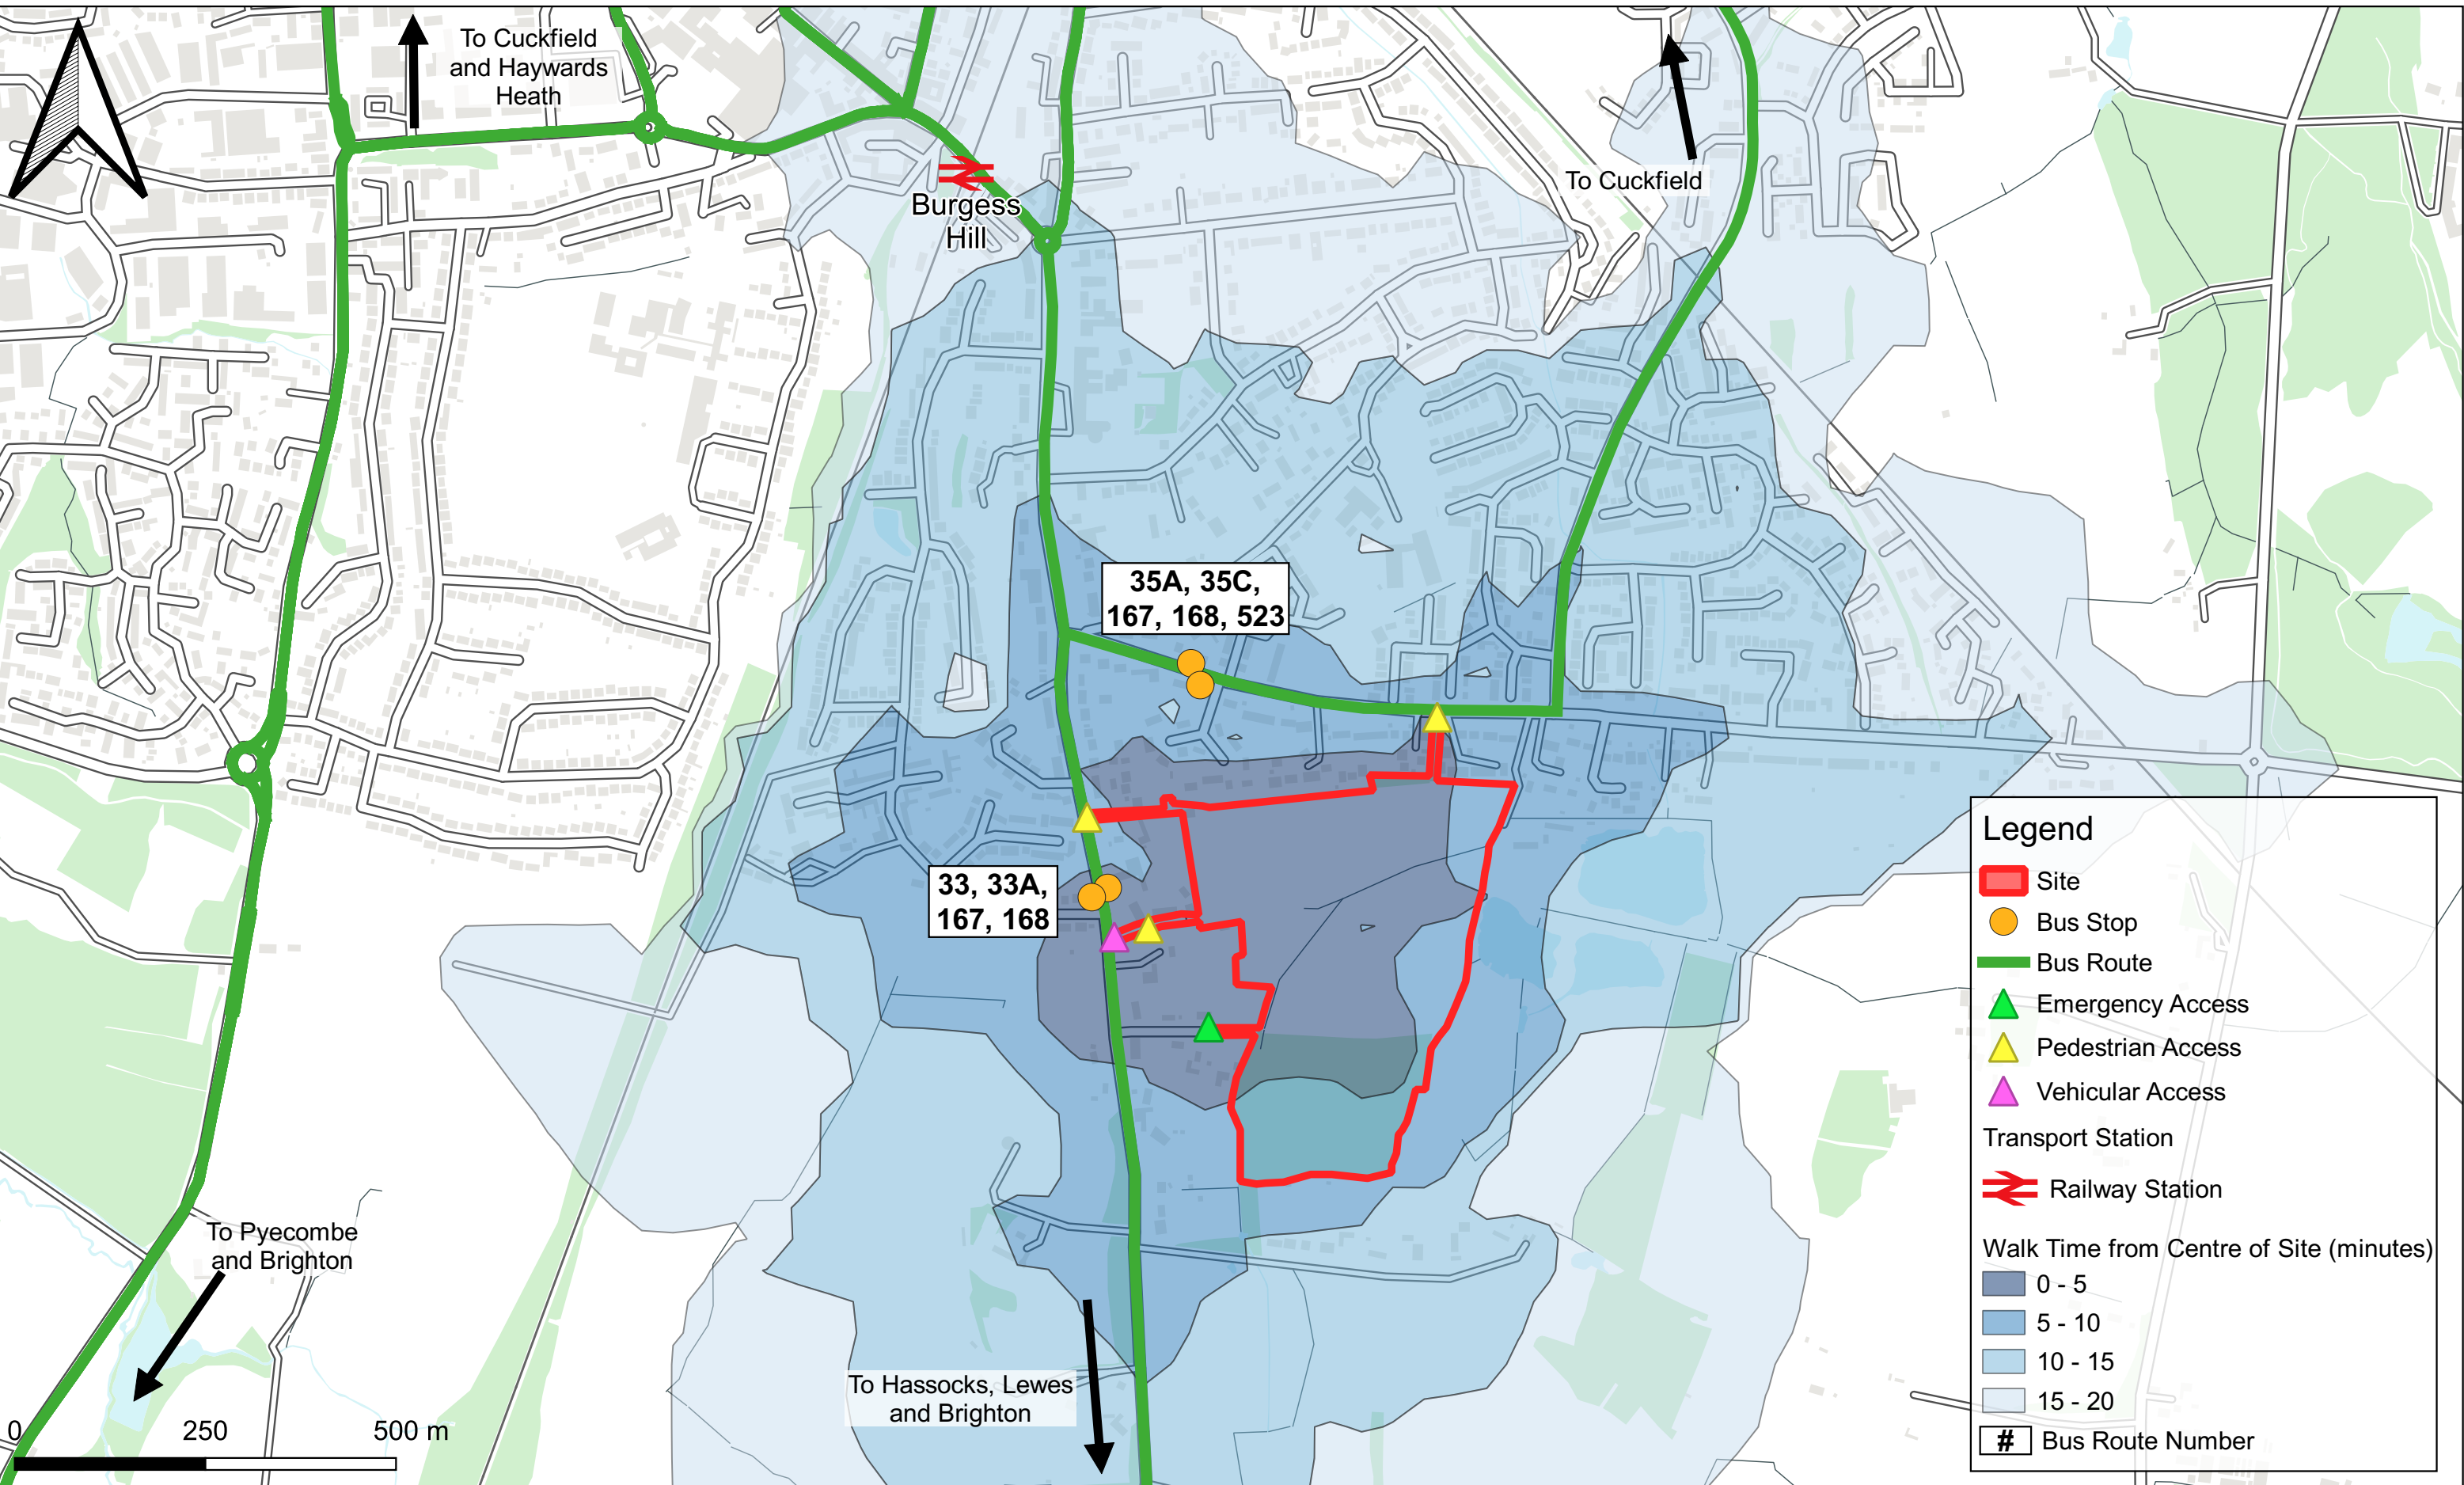 To Cuckfield
and Haywards
Heath
To Cuckfield
Burgess
Hill
35A, 35C,
167, 168, 523
33, 33A,
167, 168
To Pyecombe
and Brighton
To Hassocks, Lewes
and Brighton
0 250 500 m
Legend
Site
Bus Stop
Bus Route
Emergency Access
Pedestrian Access
Vehicular Access
Transport Station
Railway Station
Walk Time from Centre of Site (minutes)
0 - 5
5 - 10
10 - 15
15 - 20
# Bus Route Number